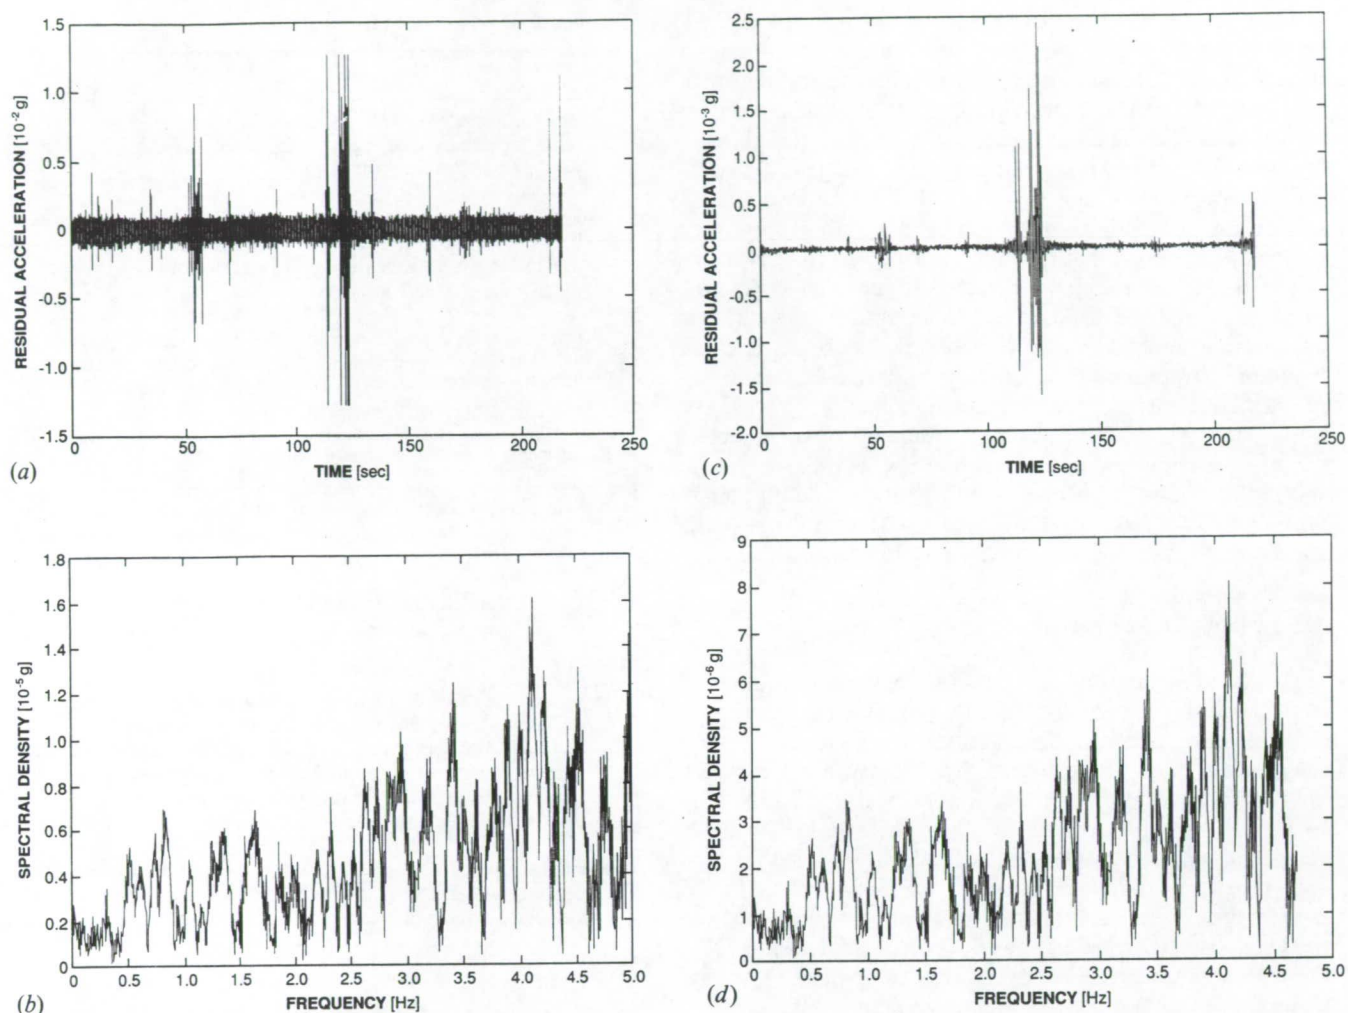 1.5
1.0
0.5
0
-0.5
-1.0
-1.5
RESIDUAL ACCELERATION [10-2 g]
0 50 100 150 200 250
TIME [sec]
(a)
2.5
2.0
1.5
1.0
0.5
0
-0.5
-1.0
-1.5
-2.0
RESIDUAL ACCELERATION [10-3 g]
0 50 100 150 200 250
TIME [sec]
(c)
1.8
1.6
1.4
1.2
1.0
0.8
0.6
0.4
0.2
0
SPECTRAL DENSITY [10-5 g]
0 0.5 1.0 1.5 2.0 2.5 3.0 3.5 4.0 4.5 5.0
FREQUENCY [Hz]
(b)
9
8
7
6
5
4
3
2
1
0
SPECTRAL DENSITY [10-6 g]
0 0.5 1.0 1.5 2.0 2.5 3.0 3.5 4.0 4.5 5.0
FREQUENCY [Hz]
(d)